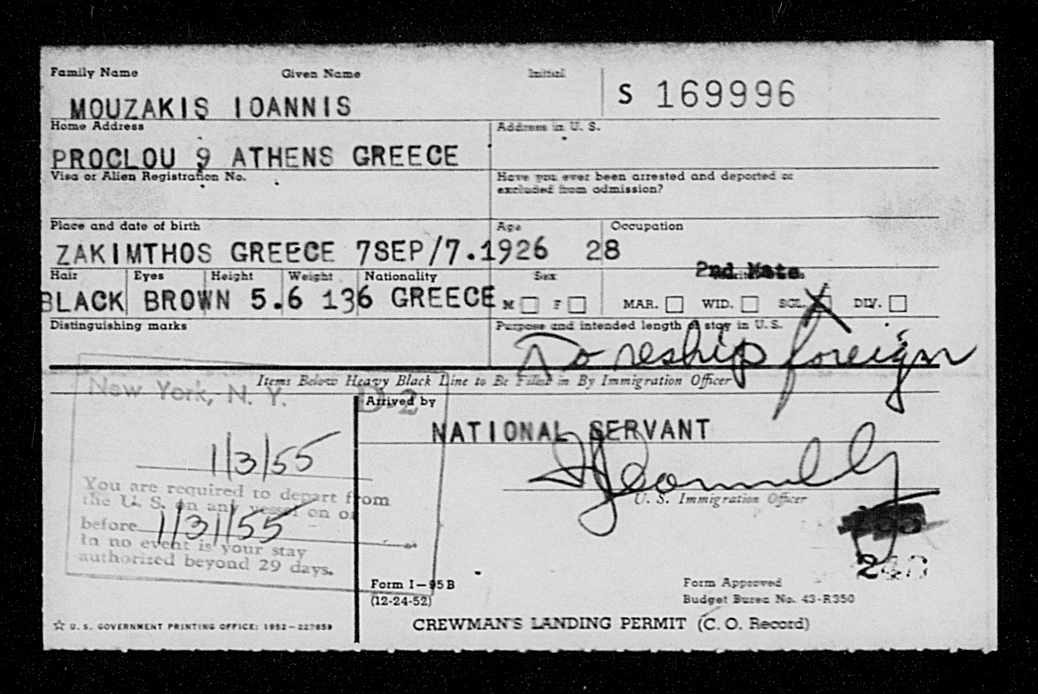 Family Name Given Name Initial
MOUZAKIS IOANNIS S 169996
Home Address Address in U. S.
PROCLOU 9 ATHENS GREECE
Visa or Alien Registration No. Have you ever been arrested and deported or
excluded from admission?
Place and date of birth Age Occupation
ZAKIMTHOS GREECE 7SEP/7.1926 28
2nd Mate
Hair Eyes Height Weight Nationality Sex
BLACK BROWN 5.6 136 GREECE M F MAR. WID. SGL. DIV.
Distinguishing marks Purpose and intended length of stay in U.S.
To reship foreign
Items Below Heavy Black Line to Be Filled in By Immigration Officer
New York, N. Y. D-2 Arrived by
NATIONAL SERVANT
1/3/55
You are required to depart from
the U. S. on any vessel on or
before 1/31/55
In no event is your stay
authorized beyond 29 days.
U. S. Immigration Officer
Form I-95 B
(12-24-52)
Form Approved
Budget Bureau No. 43-R350
☆ U. S. GOVERNMENT PRINTING OFFICE: 1952-227859
CREWMAN'S LANDING PERMIT (C. O. Record)